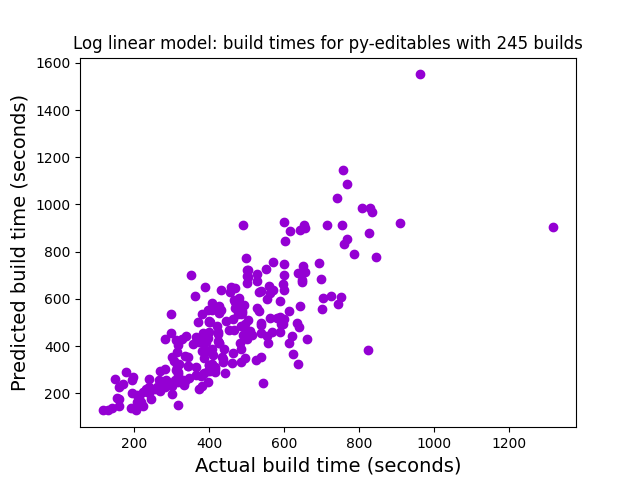 Log linear model: build times for py-editables with 245 builds
Predicted build time (seconds)
1600
1400
1200
1000
800
600
400
200
200 400 600 800 1000 1200
Actual build time (seconds)